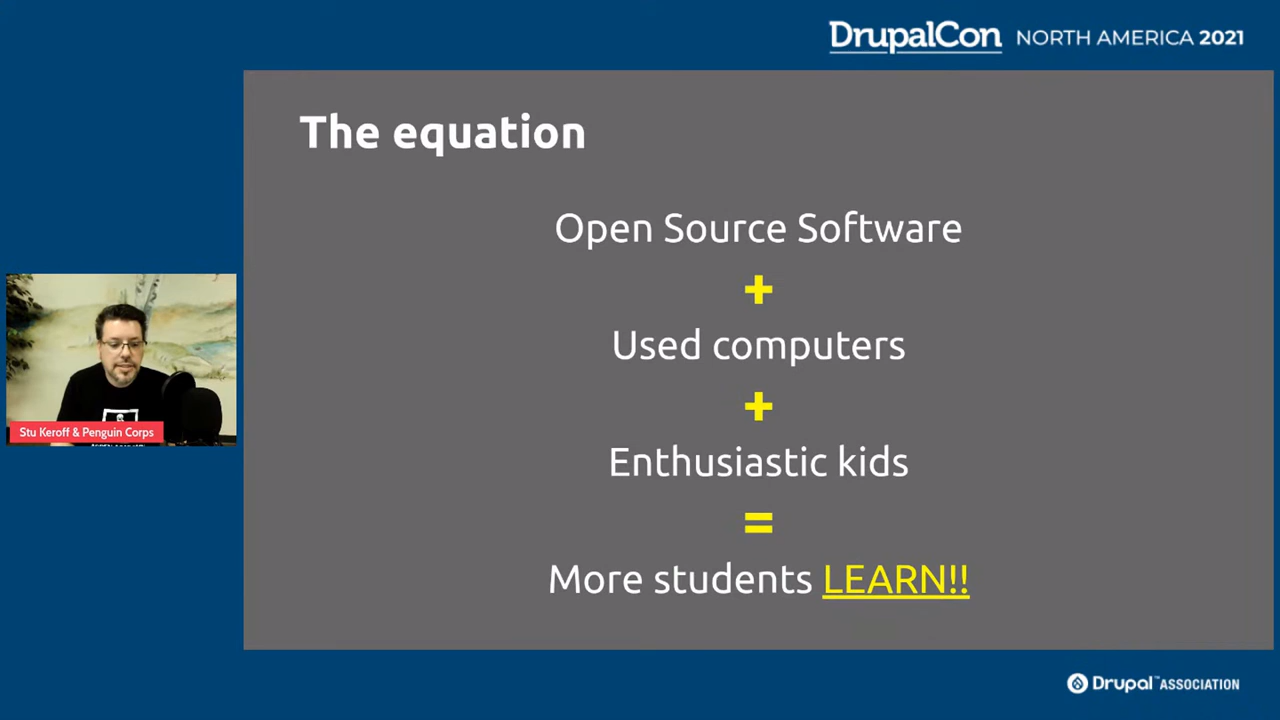 DrupalCon NORTH AMERICA 2021
The equation
Open Source Software
+
Used computers
+
Enthusiastic kids
=
More students LEARN!!
Stu Keroff & Penguin Corps
Drupal™ ASSOCIATION